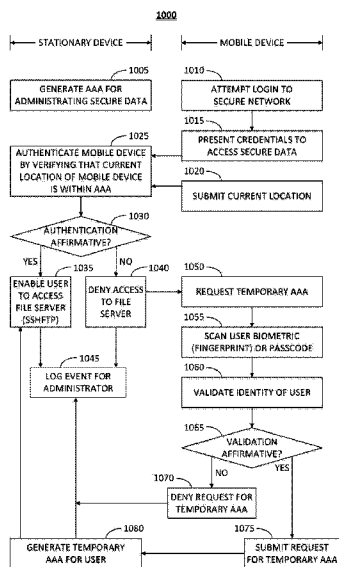 1000
STATIONARY DEVICE
MOBILE DEVICE
1005
GENERATE AAA FOR
ADMINISTRATING SECURE DATA
1010
ATTEMPT LOGIN TO
SECURE NETWORK
1015
PRESENT CREDENTIALS TO
ACCESS SECURE DATA
1025
AUTHENTICATE MOBILE DEVICE
BY VERIFYING THAT CURRENT
LOCATION OF MOBILE DEVICE
IS WITHIN AAA
1020
SUBMIT CURRENT LOCATION
1030
AUTHENTICATION
AFFIRMATIVE?
YES
NO
1035
ENABLE USER
TO ACCESS
FILE SERVER
(SSHFTP)
1040
DENY ACCESS
TO FILE
SERVER
1050
REQUEST TEMPORARY AAA
1055
SCAN USER BIOMETRIC
(FINGERPRINT) OR PASSCODE
1045
LOG EVENT FOR
ADMINISTRATOR
1060
VALIDATE IDENTITY OF USER
1065
VALIDATION
AFFIRMATIVE?
NO
YES
1070
DENY REQUEST FOR
TEMPORARY AAA
1080
GENERATE TEMPORARY
AAA FOR USER
1075
SUBMIT REQUEST
FOR TEMPORARY AAA